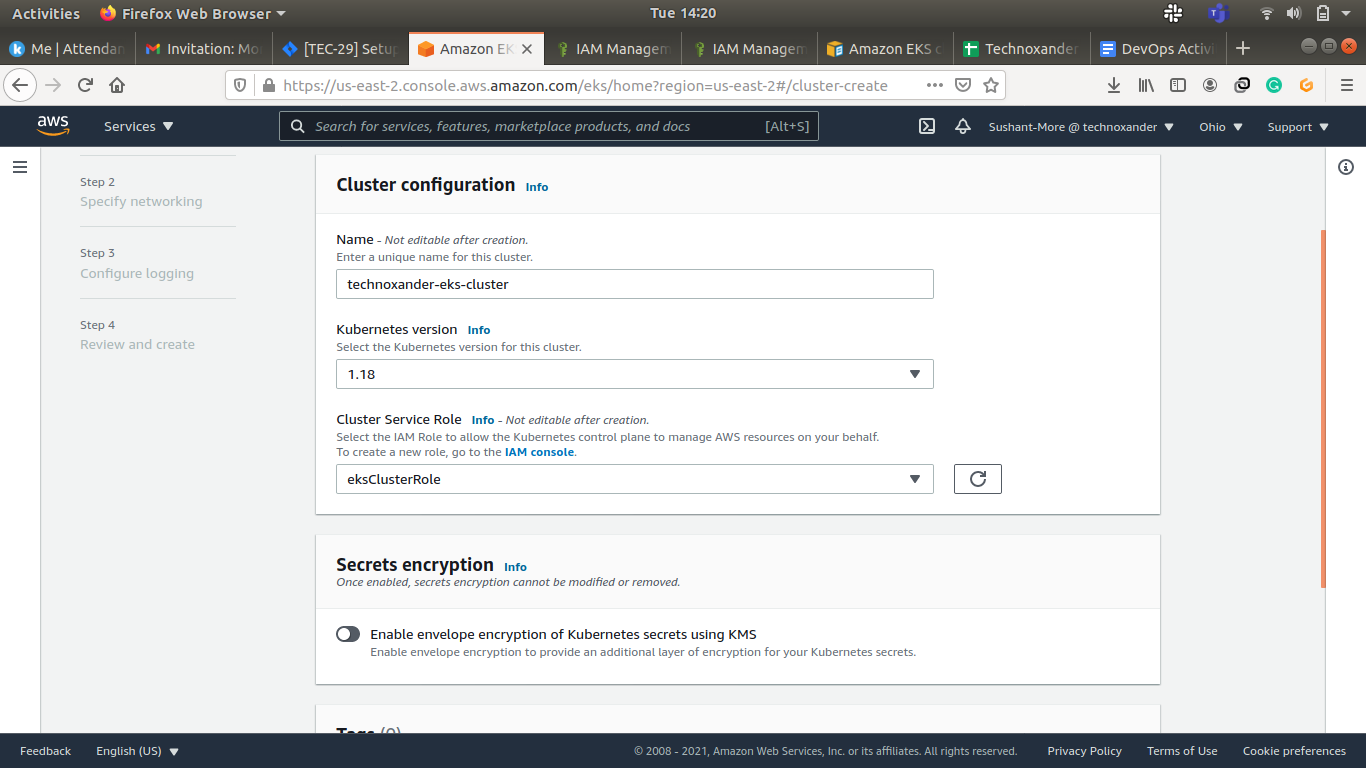 Activities Firefox Web Browser Tue 14:20
Me | Attendan [TEC-29] Setup Amazon EK IAM Managem IAM Managem Amazon EKS c Technoxander DevOps Activi
Invitation: Mo
https://us-east-2.console.aws.amazon.com/eks/home?region=us-east-2#/cluster-create
aws Services Search for services, features, marketplace products, and docs [Alt+S] Sushant-More @ technoxander Ohio Support
Step 2
Specify networking
Step 3
Configure logging
Step 4
Review and create
Cluster configuration Info
Name - Not editable after creation.
Enter a unique name for this cluster.
technoxander-eks-cluster
Kubernetes version Info
Select the Kubernetes version for this cluster.
1.18
Cluster Service Role Info - Not editable after creation.
Select the IAM Role to allow the Kubernetes control plane to manage AWS resources on your behalf.
To create a new role, go to the IAM console.
eksClusterRole
Secrets encryption Info
Once enabled, secrets encryption cannot be modified or removed.
Enable envelope encryption of Kubernetes secrets using KMS
Enable envelope encryption to provide an additional layer of encryption for your Kubernetes secrets.
Tags (0)
Feedback English (US) © 2008 - 2021, Amazon Web Services, Inc. or its affiliates. All rights reserved. Privacy Policy Terms of Use Cookie preferences